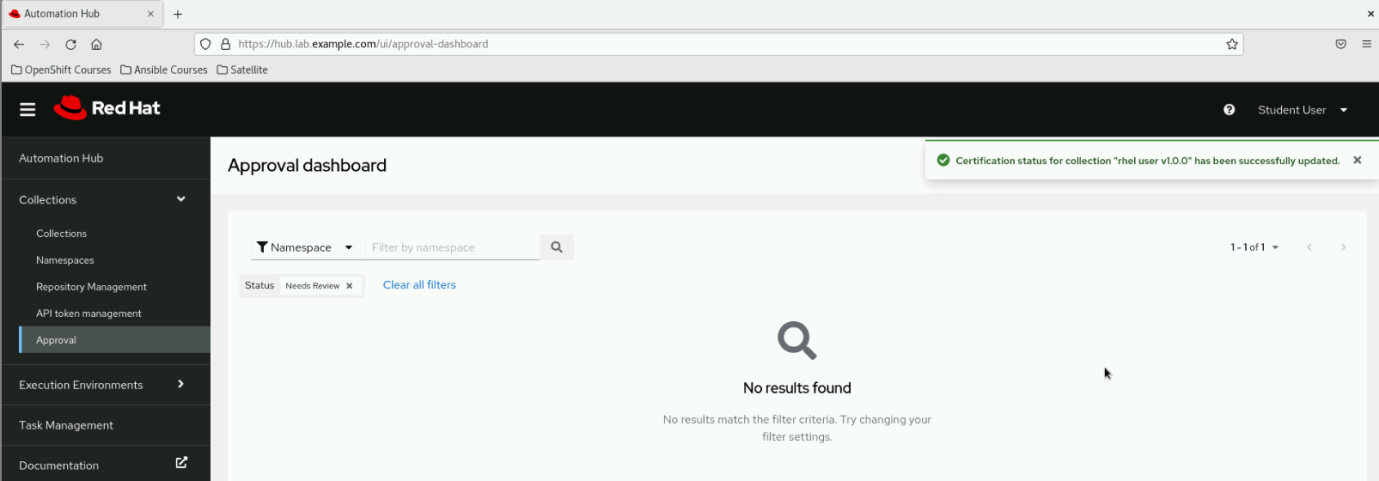 Automation Hub
https://hub.lab.example.com/ui/approval-dashboard
OpenShift Courses Ansible Courses Satellite
Red Hat
Student User
Automation Hub
Collections
Collections
Namespaces
Repository Management
API token management
Approval
Execution Environments
Task Management
Documentation
Approval dashboard
Certification status for collection "rhel user v1.0.0" has been successfully updated.
Namespace Filter by namespace
1 - 1 of 1
Status Needs Review Clear all filters
No results found
No results match the filter criteria. Try changing your
filter settings.